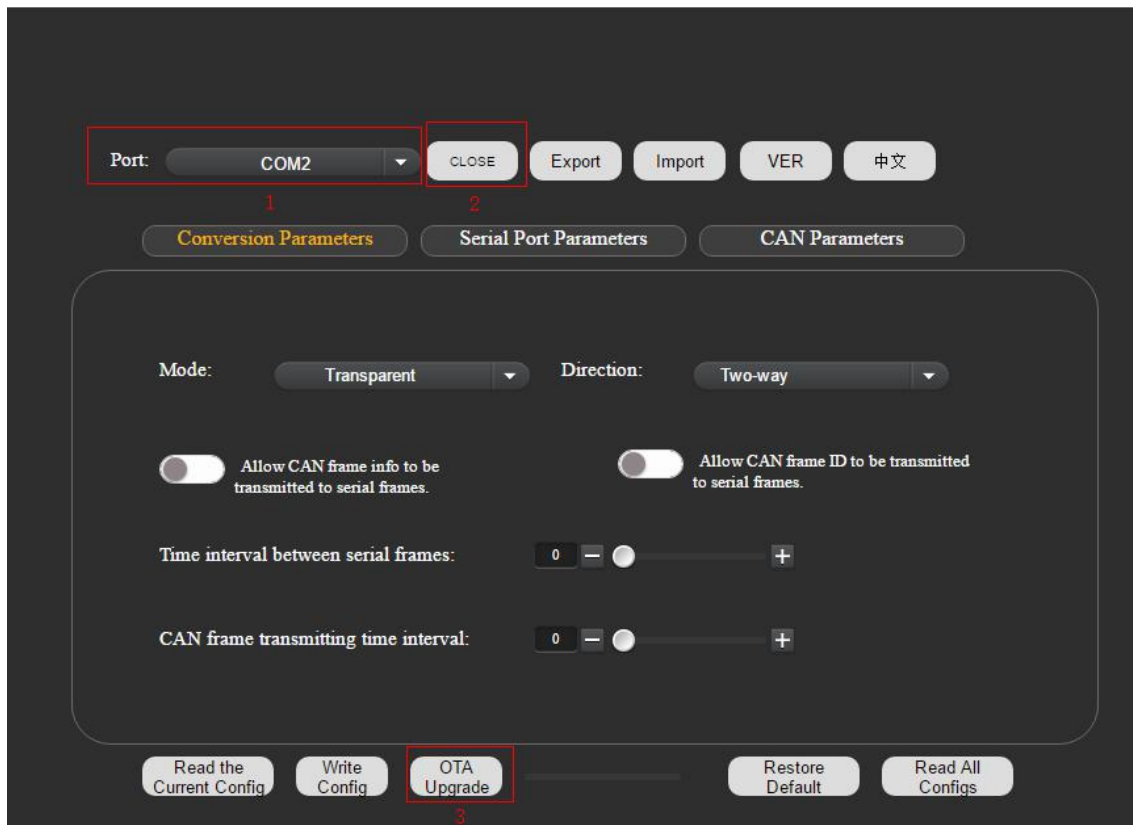 Port: COM2 CLOSE Export Import VER 中文
1 2
Conversion Parameters Serial Port Parameters CAN Parameters
Mode: Transparent Direction: Two-way
Allow CAN frame info to be
transmitted to serial frames.
Allow CAN frame ID to be transmitted
to serial frames.
Time interval between serial frames: 0
CAN frame transmitting time interval: 0
Read the
Current Config
Write
Config
OTA
Upgrade
Restore
Default
Read All
Configs
3